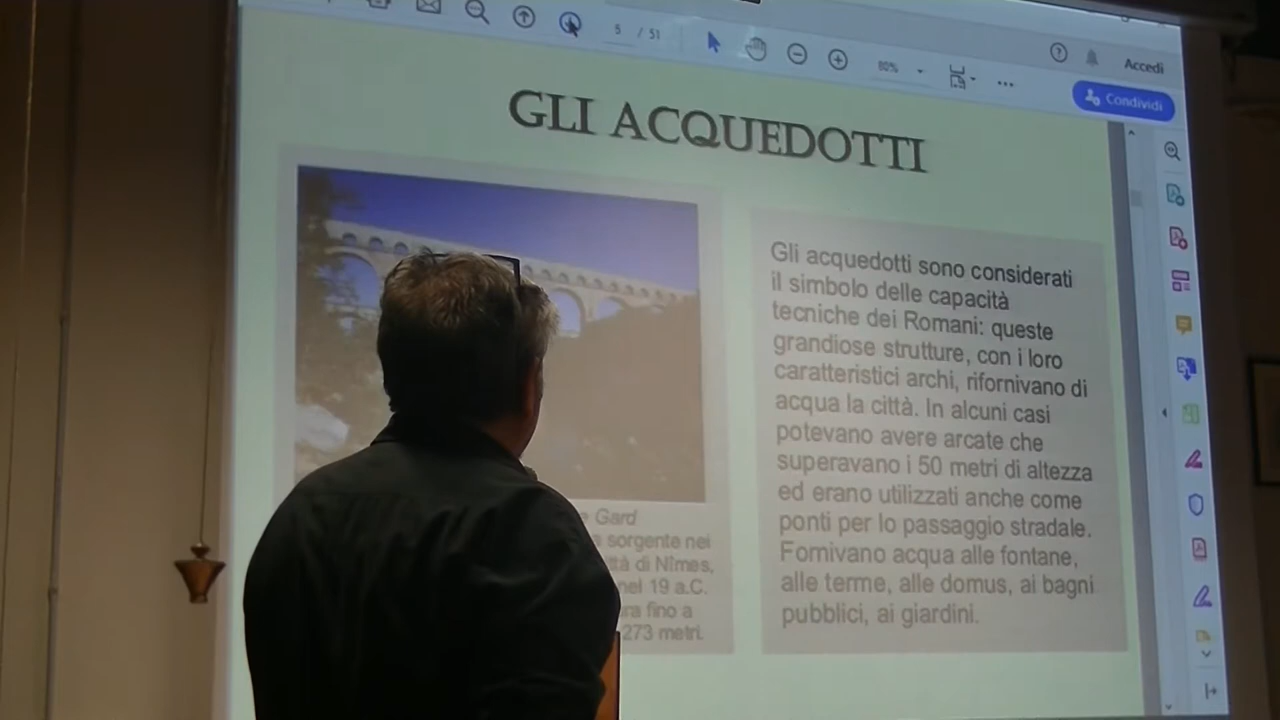 5 / 51
80%
Accedi
Condividi
GLI ACQUEDOTTI
Gli acquedotti sono considerati
il simbolo delle capacità
tecniche dei Romani: queste
grandiose strutture, con i loro
caratteristici archi, rifornivano di
acqua la città. In alcuni casi
potevano avere arcate che
superavano i 50 metri di altezza
ed erano utilizzati anche come
ponti per lo passaggio stradale.
Fornivano acqua alle fontane,
alle terme, alle domus, ai bagni
pubblici, ai giardini.
Gard
sorgente nei
di Nîmes,
nel 19 a.C.
fino a
273 metri.